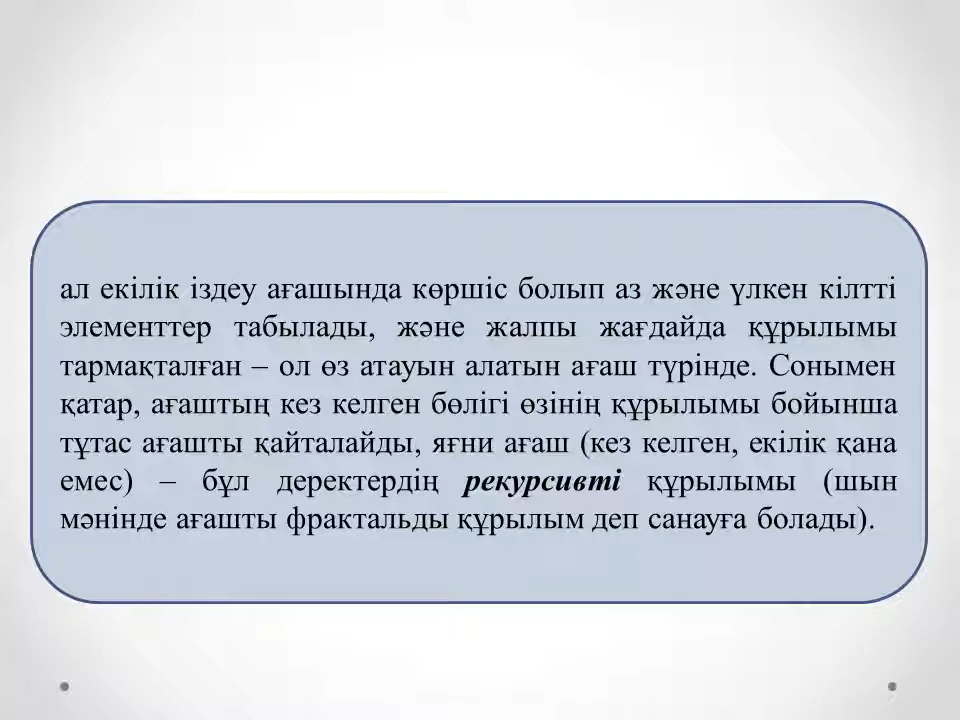 ал екілік іздеу ағашында көршіс болып аз және үлкен кілтті
элементтер табылады, және жалпы жағдайда құрылымы
тармақталған – ол өз атауын алатын ағаш түрінде. Сонымен
қатар, ағаштың кез келген бөлігі өзінің құрылымы бойынша
тұтас ағашты қайталайды, яғни ағаш (кез келген, екілік қана
емес) – бұл деректердің рекурсивті құрылымы (шын
мәнінде ағашты фрактальды құрылым деп санауға болады).